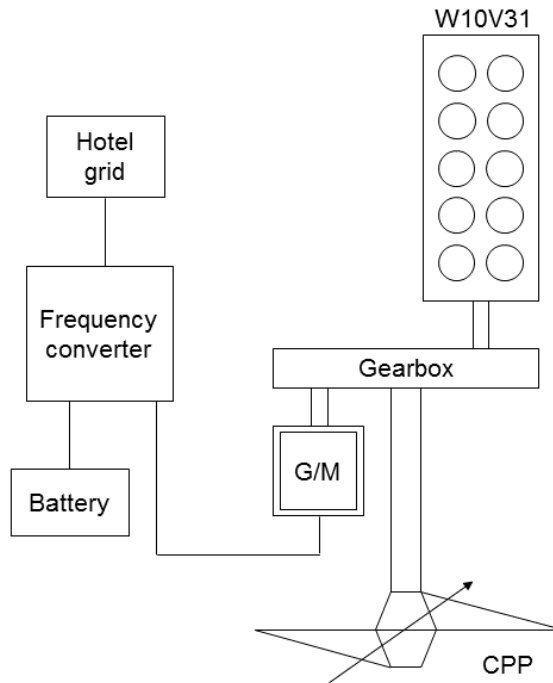 W10V31
Hotel
grid
Frequency
converter
Gearbox
G/M
Battery
CPP